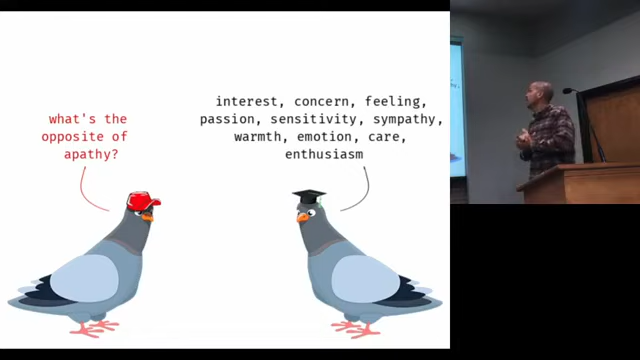 what's the
opposite of
apathy?
interest, concern, feeling,
passion, sensitivity, sympathy,
warmth, emotion, care,
enthusiasm